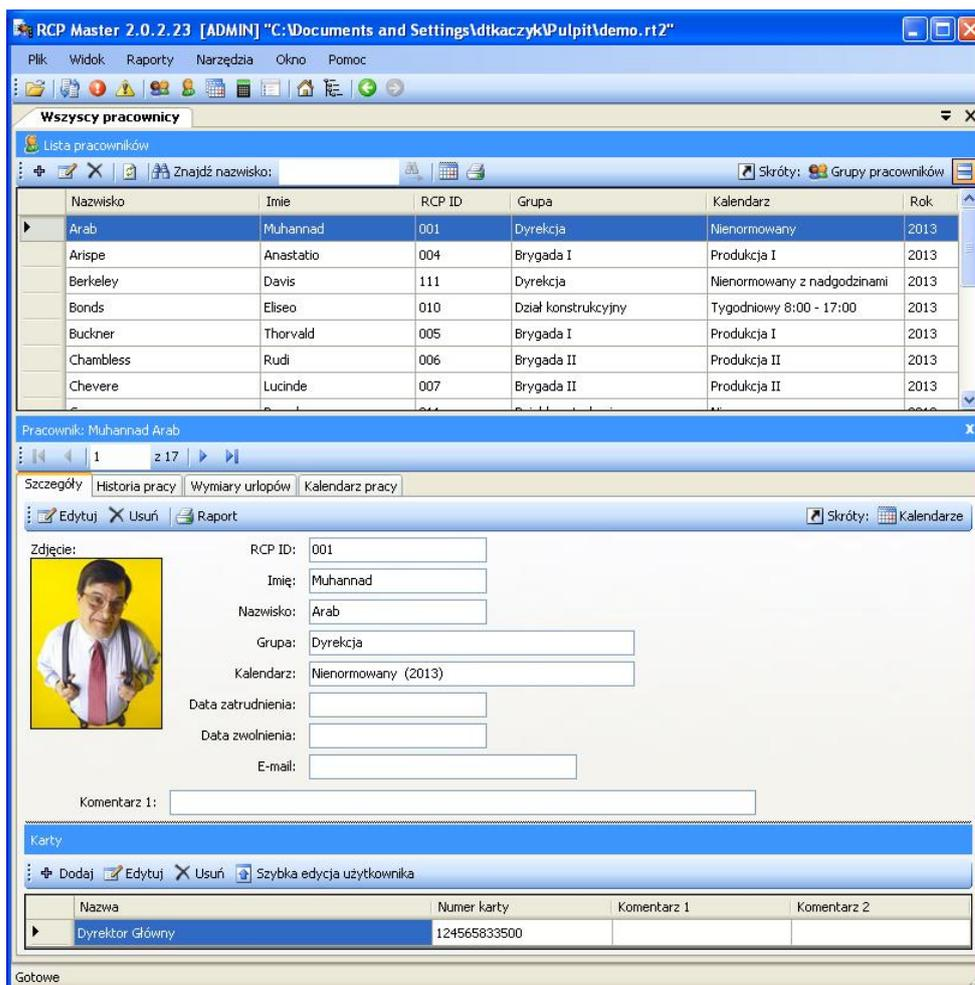 RCP Master 2.0.2.23 [ADMIN] "C:\Documents and Settings\dtkaczyk\Pulpit\demo.rt2"
Plik Widok Raporty Narzędzia Okno Pomoc
Wszyscy pracownicy
Lista pracowników
Znajdź nazwisko: Skróty: Grupy pracowników
Nazwisko Imie RCP ID Grupa Kalendarz Rok
Arab Muhannad 001 Dyrekcja Nienormowany 2013
Arispe Anastatio 004 Brygada I Produkcja I 2013
Berkeley Davis 111 Dyrekcja Nienormowany z nadgodzinami 2013
Bonds Eliseo 010 Dział konstrukcyjny Tygodniowy 8:00 - 17:00 2013
Buckner Thorvald 005 Brygada I Produkcja I 2013
Chambless Rudi 006 Brygada II Produkcja II 2013
Chevere Lucinde 007 Brygada II Produkcja II 2013
Pracownik: Muhannad Arab
1 z 17
Szczegóły Historia pracy Wymiary urlopów Kalendarz pracy
Edytuj Usuń Raport Skróty: Kalendarze
Zdjęcie: RCP ID: 001
Imię: Muhannad
Nazwisko: Arab
Grupa: Dyrekcja
Kalendarz: Nienormowany (2013)
Data zatrudnienia:
Data zwolnienia:
E-mail:
Komentarz 1:
Karty
Dodaj Edytuj Usuń Szybka edycja użytkownika
Nazwa Numer karty Komentarz 1 Komentarz 2
Dyrektor Główny 124565833500
Gotowe